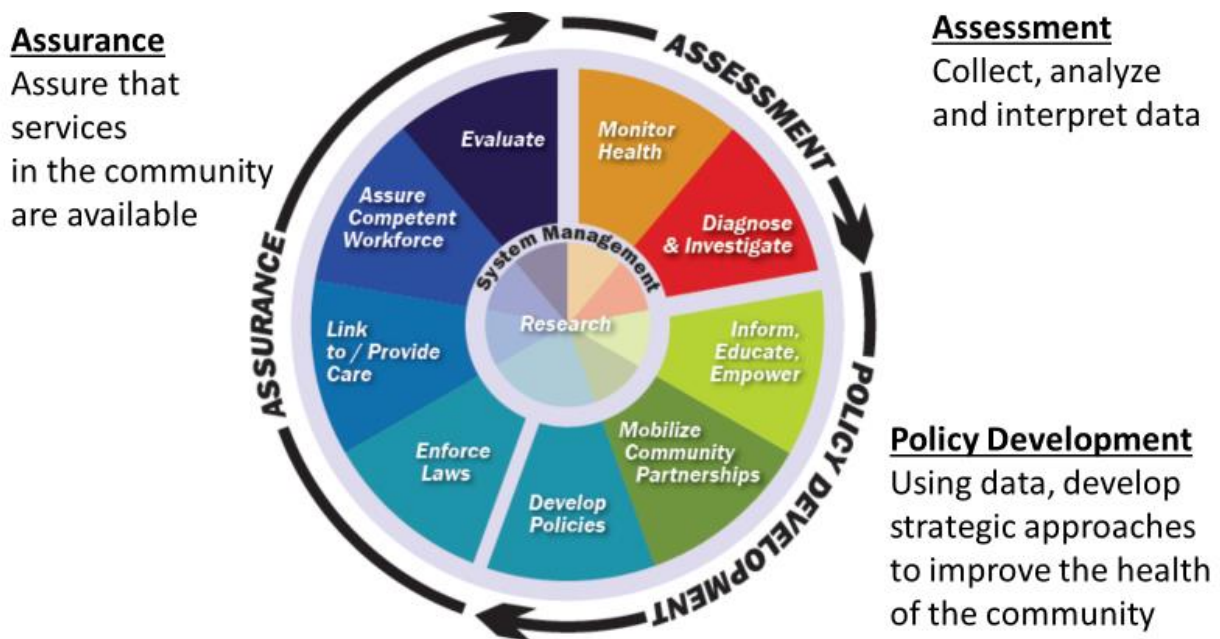 Assurance
Assure that
services
in the community
are available
Assessment
Collect, analyze
and interpret data
Policy Development
Using data, develop
strategic approaches
to improve the health
of the community
ASSESSMENT
POLICY DEVELOPMENT
ASSURANCE
Monitor
Health
Diagnose
& Investigate
Inform,
Educate,
Empower
Mobilize
Community
Partnerships
Develop
Policies
Enforce
Laws
Link
to / Provide
Care
Assure
Competent
Workforce
Evaluate
System Management
Research